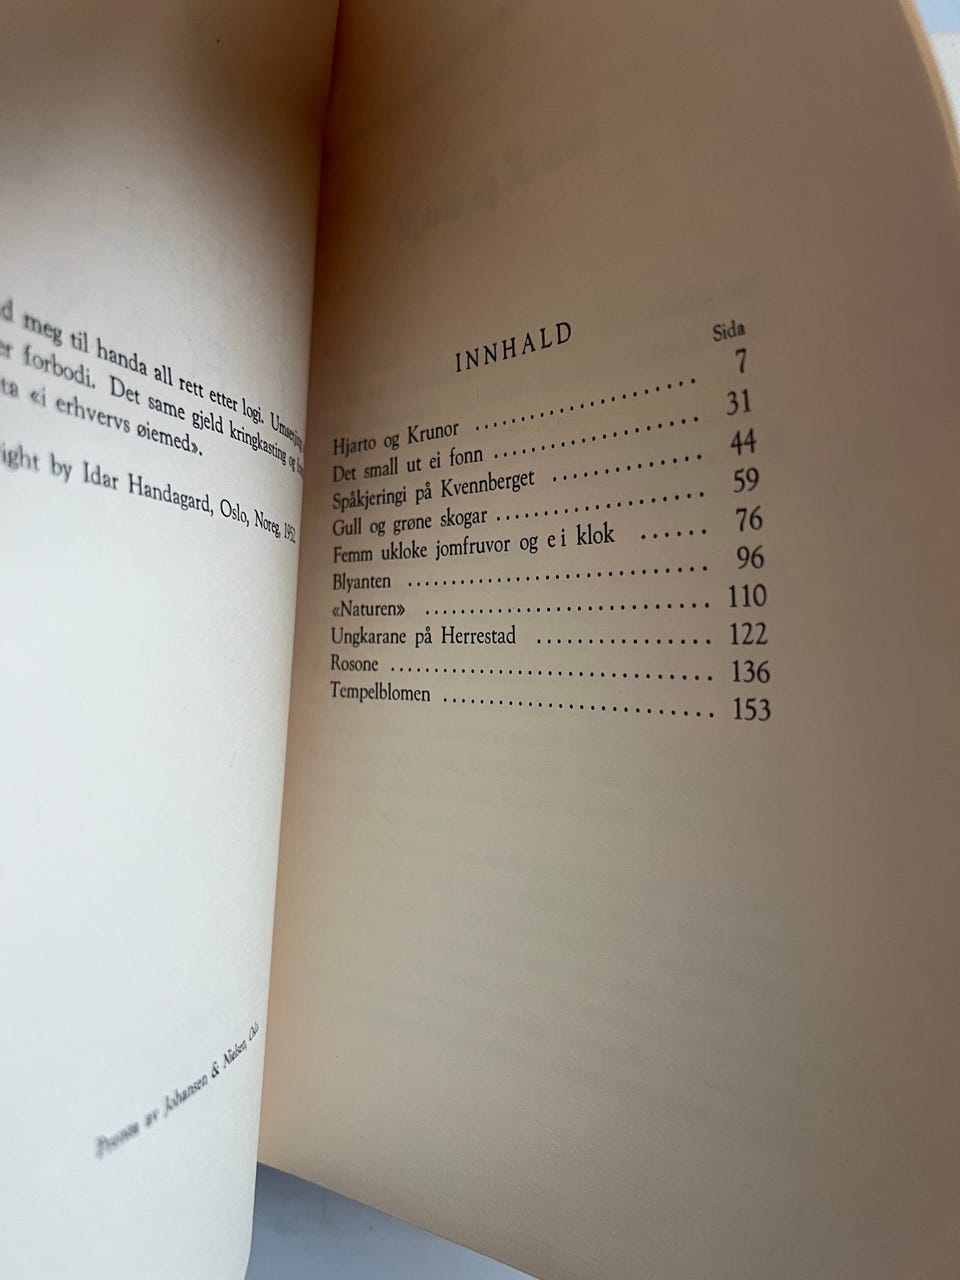 meg til handa all rett etter logi. Umsetjing
forbodi. Det same gjeld kringkasting og
ta «i erhvervs øiemed».
ight by Idar Handagard, Oslo, Noreg, 1952.
av Johansen & Nielsen, Oslo
INNHALD
Sida
Hjarto og Krunor .......................... 7
Det small ut ei fonn ........................ 31
Spåkjeringi på Kvennberget ................. 44
Gull og grøne skogar ........................ 59
Femm ukloke jomfruvor og ei klok ...... 76
Blyanten .................................. 96
«Naturen» ................................ 110
Ungkarane på Herrestad ................ 122
Rosone .................................. 136
Tempelblomen ............................ 153